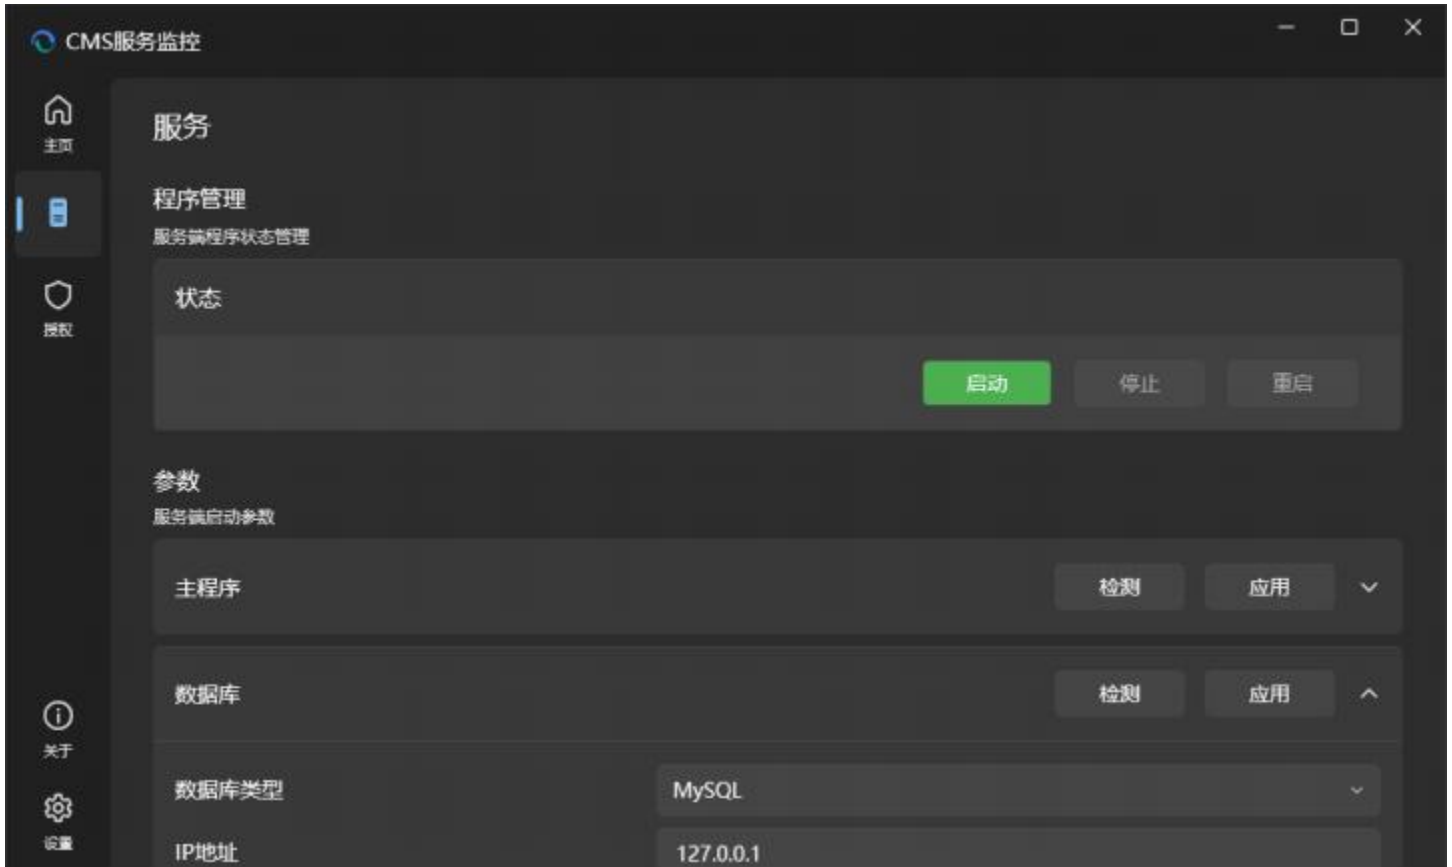 CMS服务监控
主页
服务
程序管理
服务端程序状态管理
授权
状态
启动 停止 重启
参数
服务端启动参数
主程序 检测 应用
数据库 检测 应用
关于
数据库类型 MySQL
设置
IP地址 127.0.0.1